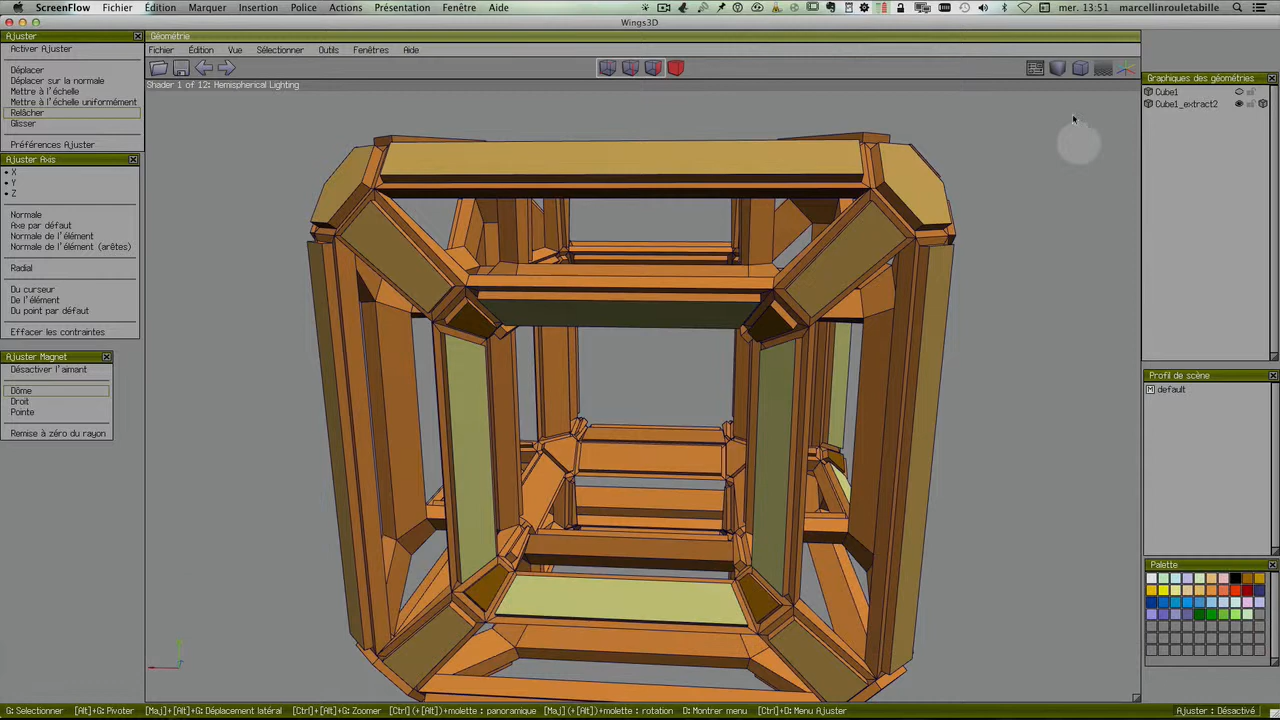 ScreenFlow Fichier Édition Marquer Insertion Police Actions Présentation Fenêtre Aide mer. 13:51 marcellinrouletabille
Wings3D
Ajuster
Géométrie
Activer Ajuster
Fichier Édition Vue Sélectionner Outils Fenêtres Aide
Déplacer
Déplacer sur la normale
Mettre à l'échelle
Mettre à l'échelle uniformément
Relâcher
Glisser
Préférences Ajuster
Shader 1 of 12: Hemispherical Lighting
Graphiques des géométries
Cube1
Cube1_extract2
Ajuster Axis
X
Y
Z
Normale
Axe par défaut
Normale de l'élément
Normale de l'élément (arêtes)
Radial
Du curseur
De l'élément
Du point par défaut
Effacer les contraintes
Ajuster Magnet
Désactiver l'aimant
Dôme
Droit
Pointe
Remise à zéro du rayon
Profil de scène
M default
Palette
G: Selectionner [Alt]+G: Pivoter [Maj]+[Alt]+G: Déplacement latéral [Ctrl]+[Alt]+G: Zoomer [Ctrl](+[Alt])+molette : panoramique [Maj](+[Alt])+molette : rotation D: Montrer menu [Ctrl]+D: Menu Ajuster Ajuster : Désactivé